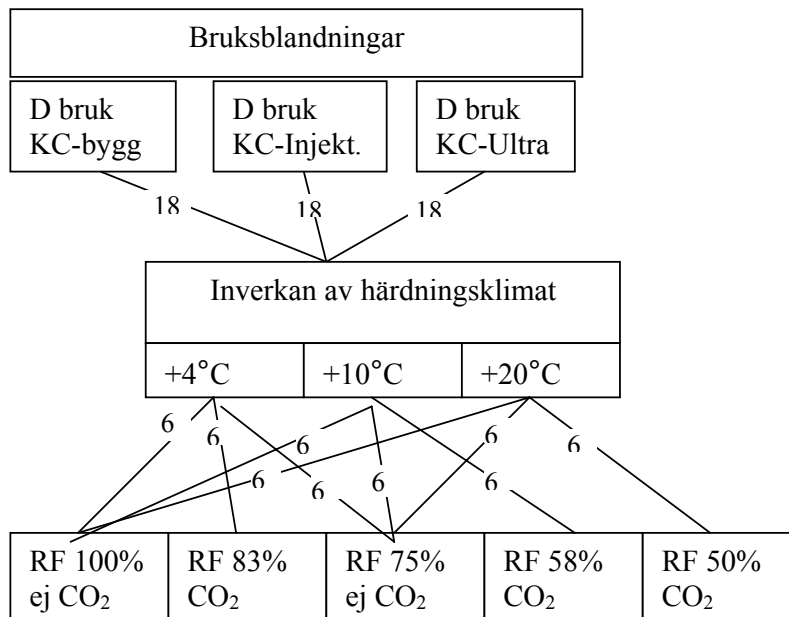 Bruksblandningar
D bruk
KC-bygg
D bruk
KC-Injekt.
D bruk
KC-Ultra
18
18
18
Inverkan av härdningsklimat
+4°C
+10°C
+20°C
6
6
6
6
6
6
6
6
6
RF 100%
ej CO₂
RF 83%
CO₂
RF 75%
ej CO₂
RF 58%
CO₂
RF 50%
CO₂